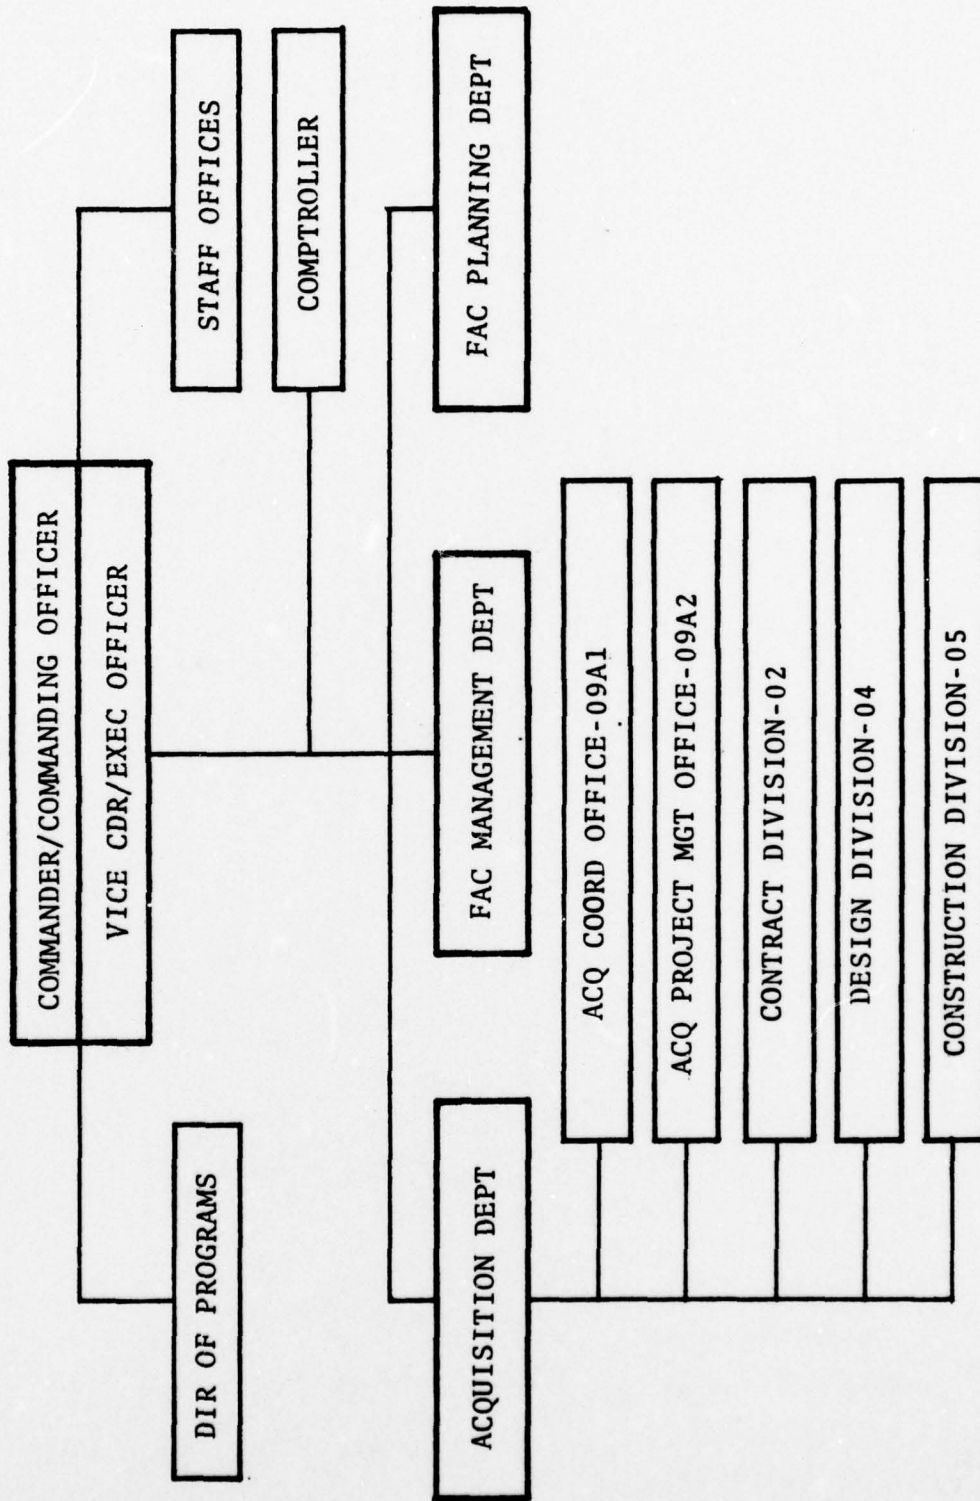 COMMANDER/COMMANDING OFFICER
VICE CDR/EXEC OFFICER
DIR OF PROGRAMS
STAFF OFFICES
COMPTROLLER
ACQUISITION DEPT
FAC MANAGEMENT DEPT
FAC PLANNING DEPT
ACQ COORD OFFICE-09A1
ACQ PROJECT MGT OFFICE-09A2
CONTRACT DIVISION-02
DESIGN DIVISION-04
CONSTRUCTION DIVISION-05